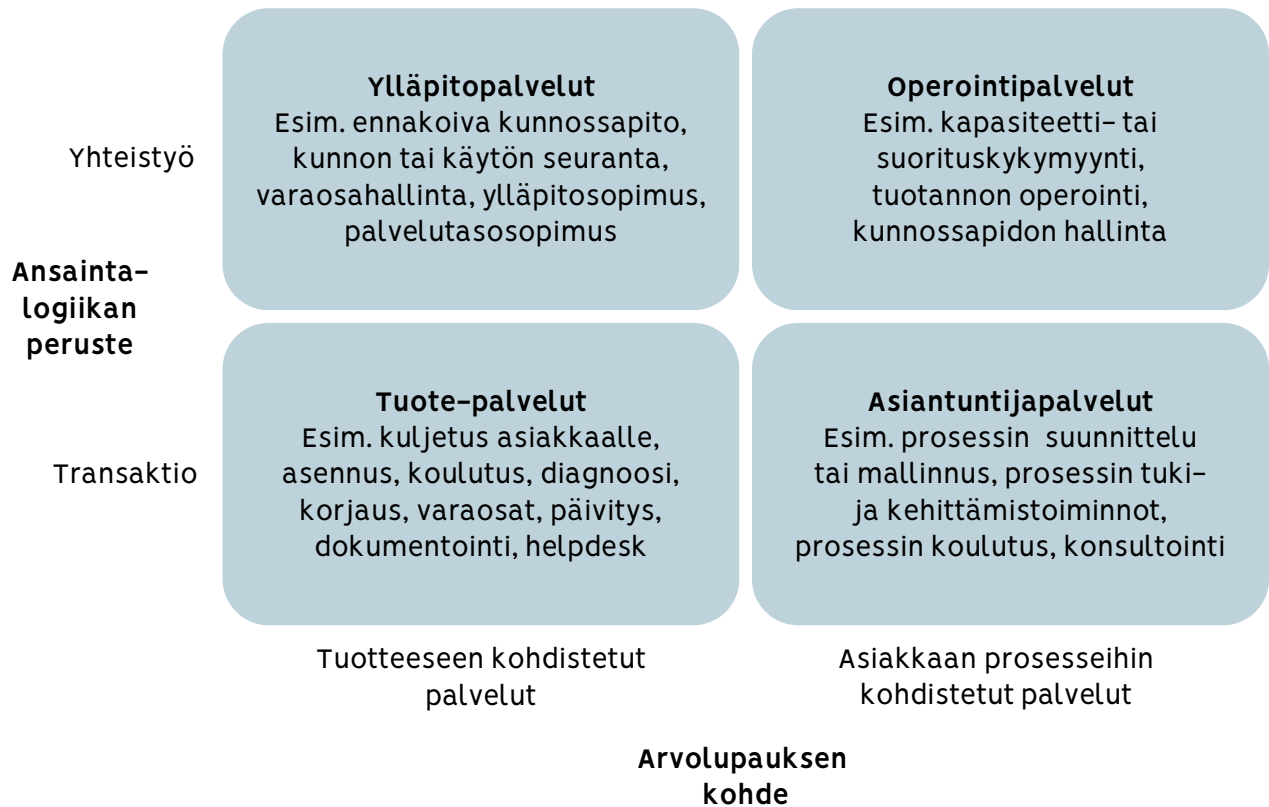 Ylläpitopalvelut
Esim. ennakoiva kunnossapito,
kunnon tai käytön seuranta,
varaosahallinta, ylläpitosopimus,
palvelutasosopimus
Operointipalvelut
Esim. kapasiteetti- tai
suorituskykymyynti,
tuotannon operointi,
kunnossapidon hallinta
Yhteistyö
Ansainta-
logiikan
peruste
Transaktio
Tuote-palvelut
Esim. kuljetus asiakkaalle,
asennus, koulutus, diagnoosi,
korjaus, varaosat, päivitys,
dokumentointi, helpdesk
Asiantuntijapalvelut
Esim. prosessin suunnittelu
tai mallinnus, prosessin tuki-
ja kehittämistoiminnot,
prosessin koulutus, konsultointi
Tuotteeseen kohdistetut
palvelut
Asiakkaan prosesseihin
kohdistetut palvelut
Arvolupauksen
kohde